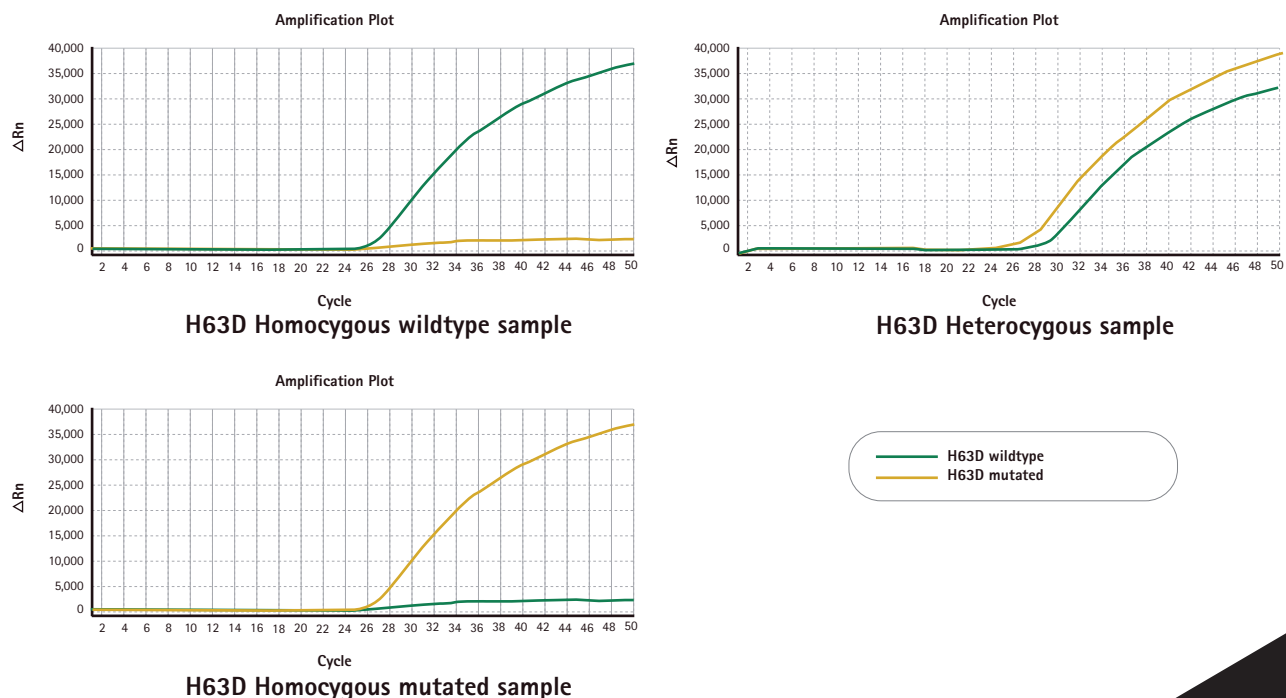 Amplification Plot
40,000
35,000
30,000
25,000
20,000
15,000
10,000
5,000
0
△Rn
2 4 6 8 10 12 14 16 18 20 22 24 26 28 30 32 34 36 38 40 42 44 46 48 50
Cycle
H63D Homocygous wildtype sample
Amplification Plot
40,000
35,000
30,000
25,000
20,000
15,000
10,000
5,000
0
△Rn
2 4 6 8 10 12 14 16 18 20 22 24 26 28 30 32 34 36 38 40 42 44 46 48 50
Cycle
H63D Heterocygous sample
Amplification Plot
40,000
35,000
30,000
25,000
20,000
15,000
10,000
5,000
0
△Rn
2 4 6 8 10 12 14 16 18 20 22 24 26 28 30 32 34 36 38 40 42 44 46 48 50
Cycle
H63D Homocygous mutated sample
H63D wildtype
H63D mutated